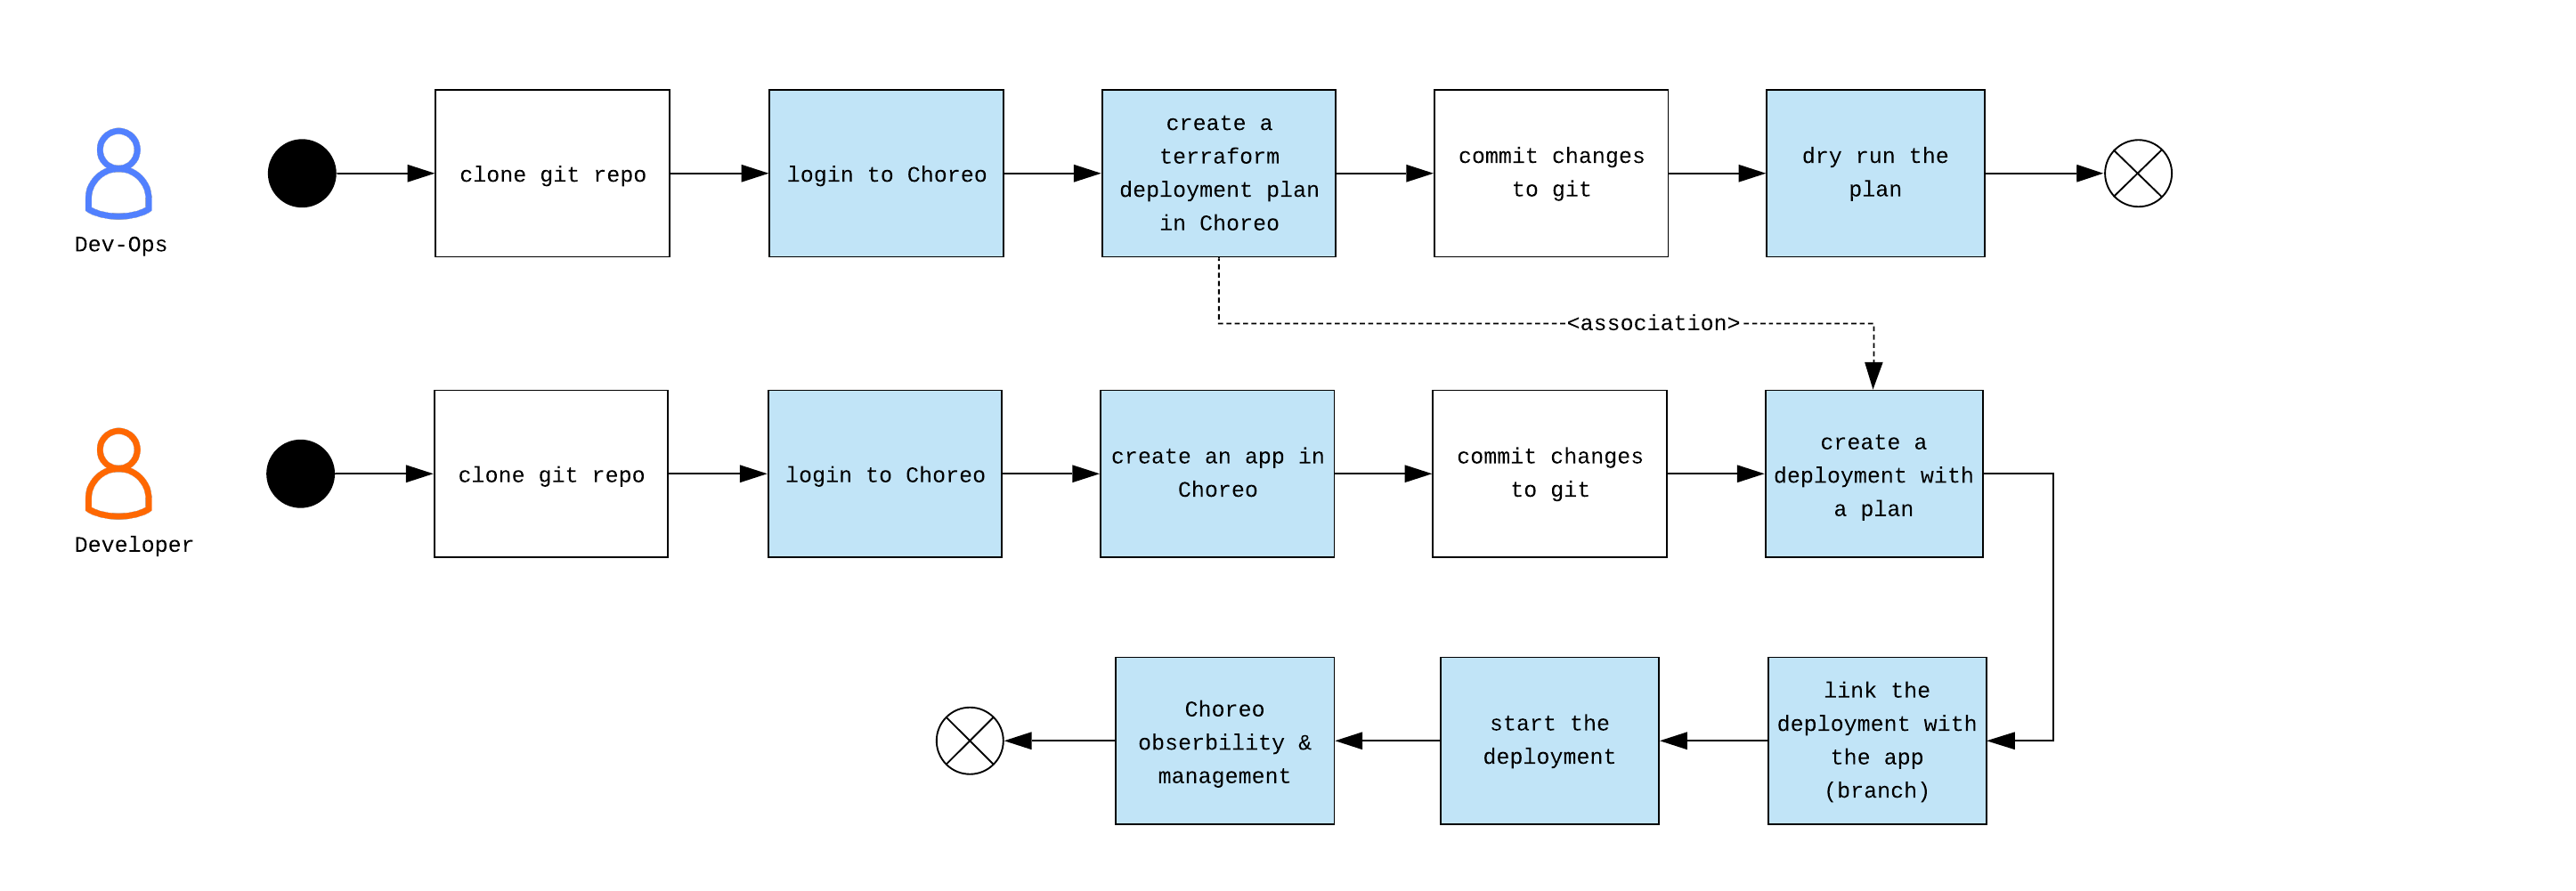 Dev-Ops
clone git repo
login to Choreo
create a
terraform
deployment plan
in Choreo
commit changes
to git
dry run the
plan
<association>
Developer
clone git repo
login to Choreo
create an app in
Choreo
commit changes
to git
create a
deployment with
a plan
link the
deployment with
the app
(branch)
start the
deployment
Choreo
obserbility &
management